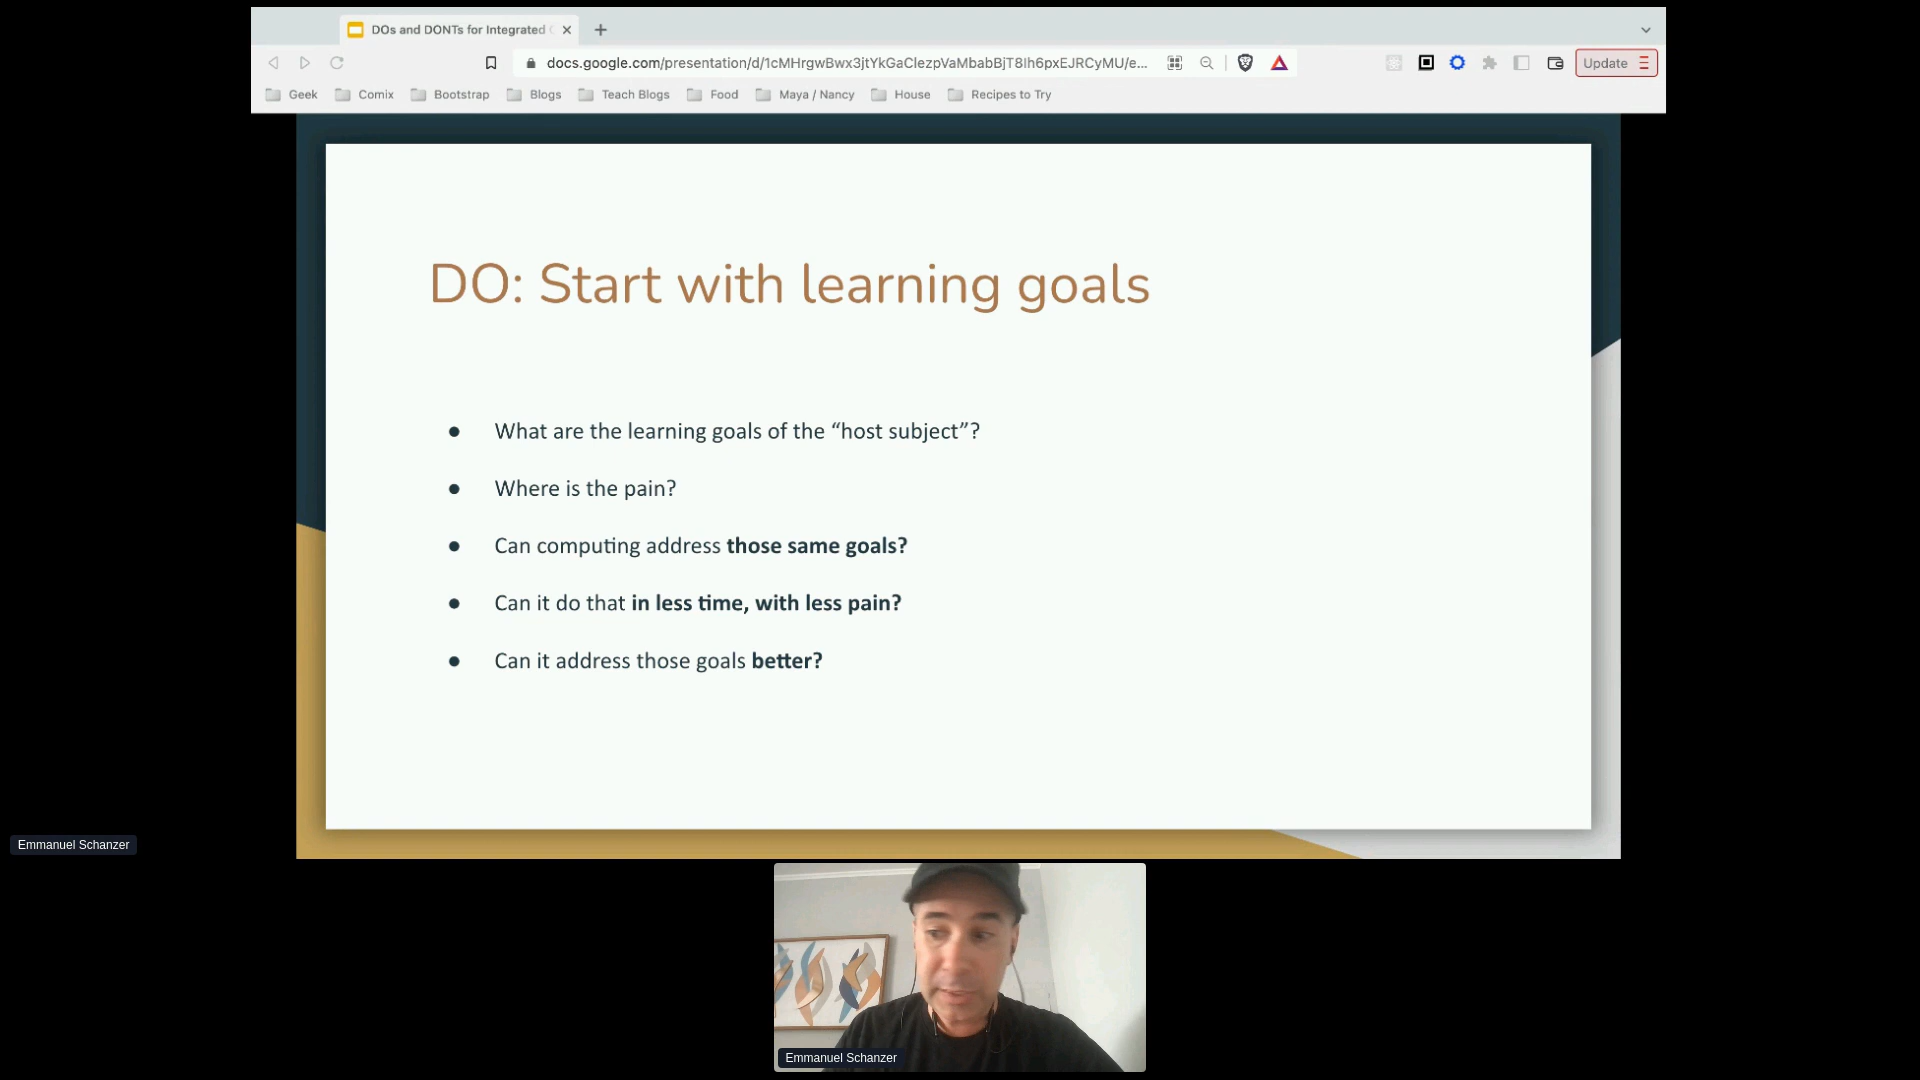 DOs and DONTs for Integrated
docs.google.com/presentation/d/1cMHrgwBwx3jtYkGaClezpVaMbabBjT8lh6pxEJRCyMU/e...
Update
Geek Comix Bootstrap Blogs Teach Blogs Food Maya / Nancy House Recipes to Try
DO: Start with learning goals
● What are the learning goals of the “host subject”?
● Where is the pain?
● Can computing address those same goals?
● Can it do that in less time, with less pain?
● Can it address those goals better?
Emmanuel Schanzer
Emmanuel Schanzer